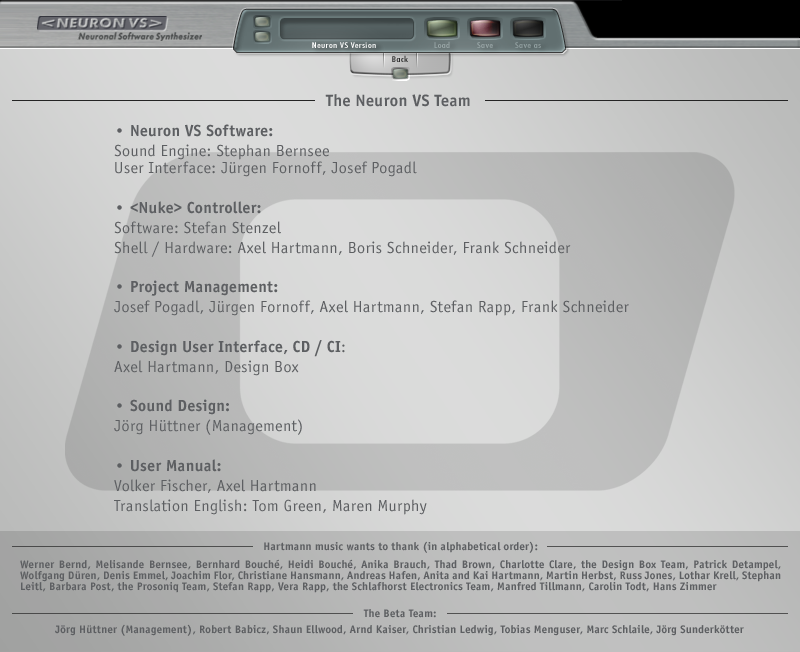 <NEURON VS>
Neuronal Software Synthesizer
Neuron VS Version
Load Save Save as
Back
The Neuron VS Team
• Neuron VS Software:
Sound Engine: Stephan Bernsee
User Interface: Jürgen Fornoff, Josef Pogadl
• <Nuke> Controller:
Software: Stefan Stenzel
Shell / Hardware: Axel Hartmann, Boris Schneider, Frank Schneider
• Project Management:
Josef Pogadl, Jürgen Fornoff, Axel Hartmann, Stefan Rapp, Frank Schneider
• Design User Interface, CD / CI:
Axel Hartmann, Design Box
• Sound Design:
Jörg Hüttner (Management)
• User Manual:
Volker Fischer, Axel Hartmann
Translation English: Tom Green, Maren Murphy
Hartmann music wants to thank (in alphabetical order):
Werner Bernd, Melisande Bernsee, Bernhard Bouché, Heidi Bouché, Anika Brauch, Thad Brown, Charlotte Clare, the Design Box Team, Patrick Detampel,
Wolfgang Düren, Denis Emmel, Joachim Flor, Christiane Hansmann, Andreas Hafen, Anita and Kai Hartmann, Martin Herbst, Russ Jones, Lothar Krell, Stephan
Leitl, Barbara Post, the Prosoniq Team, Stefan Rapp, Vera Rapp, the Schlafhorst Electronics Team, Manfred Tillmann, Carolin Todt, Hans Zimmer
The Beta Team:
Jörg Hüttner (Management), Robert Babicz, Shaun Ellwood, Arnd Kaiser, Christian Ledwig, Tobias Menguser, Marc Schlaile, Jörg Sunderkötter